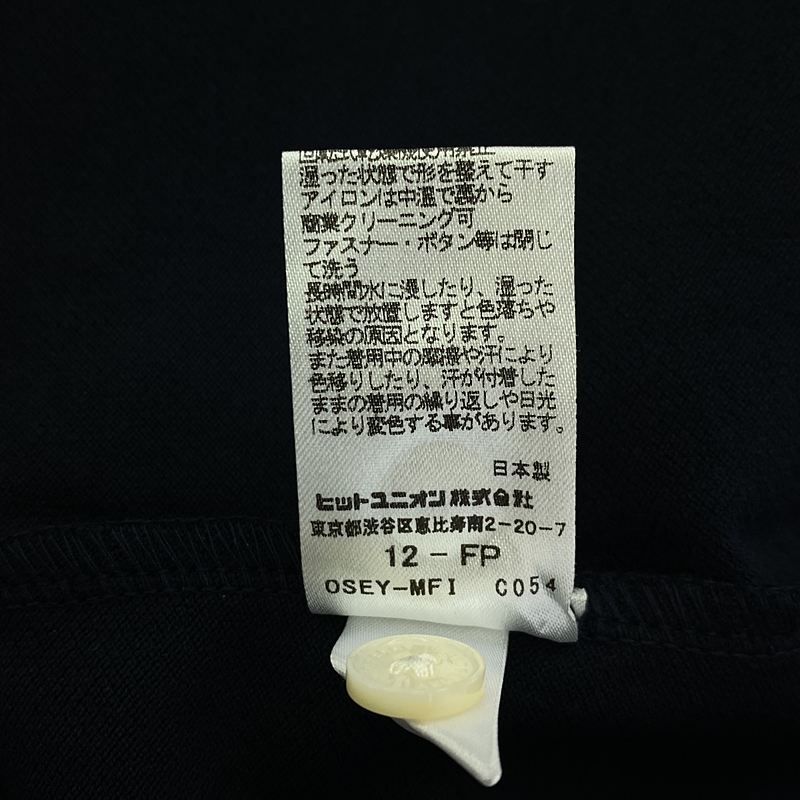 湿った状態で形を整えて干す
アイロンは中温で裏から
商業クリーニング可
ファスナー・ボタン等は閉じ
て洗う
長時間水に浸したり、湿った
状態で放置しますと色落ちや
移染の原因となります。
また着用中の摩擦や汗により
色移りしたり、汗が付着した
ままの着用の繰り返しや日光
により変色する事があります。
日本製
ヒットユニオン株式会社
東京都渋谷区恵比寿南2-20-7
12-FP
OSEY-MFI C054